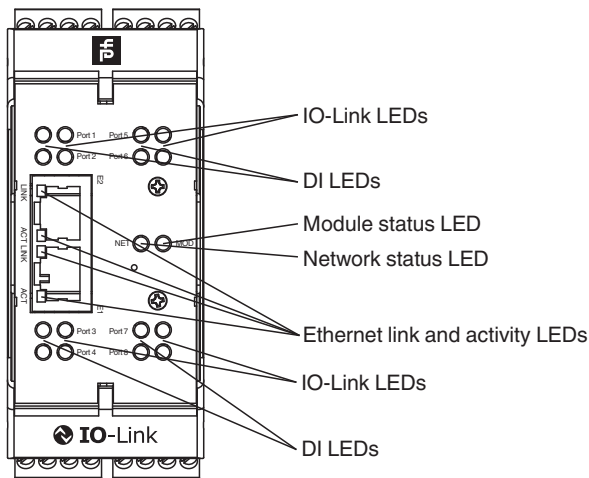 Port 1 Port 5
Port 2 Port 6
IO-Link LEDs
DI LEDs
LINK
E2
ACT LINK
NET MOD
Module status LED
Network status LED
ACT
E1
Ethernet link and activity LEDs
Port 3 Port 7
Port 4 Port 8
IO-Link LEDs
IO-Link
DI LEDs